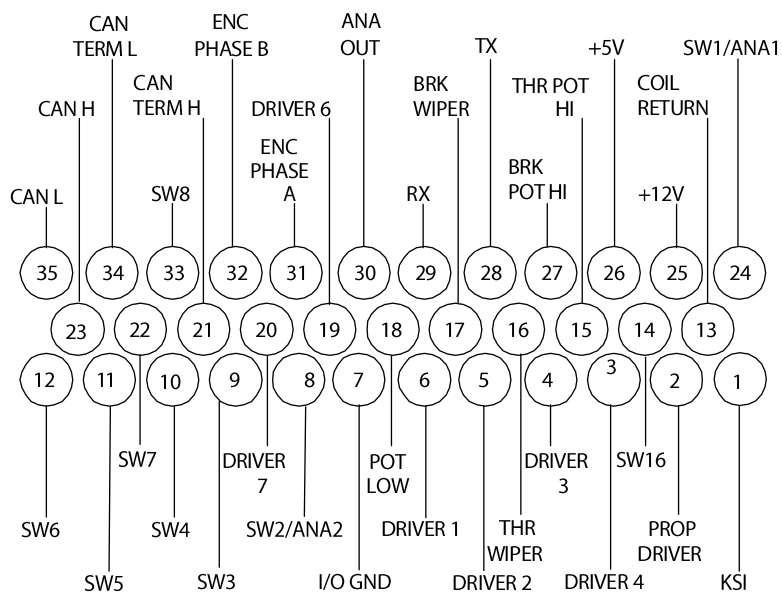 CAN
TERM L
ENC
PHASE B
ANA
OUT
TX
+5V
SW1/ANA1
CAN H
CAN
TERM H
DRIVER 6
BRK
WIPER
THR POT
HI
COIL
RETURN
CAN L
SW8
ENC
PHASE
A
RX
BRK
POT HI
+12V
35 34 33 32 31 30 29 28 27 26 25 24
23 22 21 20 19 18 17 16 15 14 13
12 11 10 9 8 7 6 5 4 3 2 1
SW7
DRIVER
7
POT
LOW
DRIVER
3
SW16
SW6
SW4
SW2/ANA2
DRIVER 1
THR
WIPER
PROP
DRIVER
SW5
SW3
I/O GND
DRIVER 2
DRIVER 4
KSI